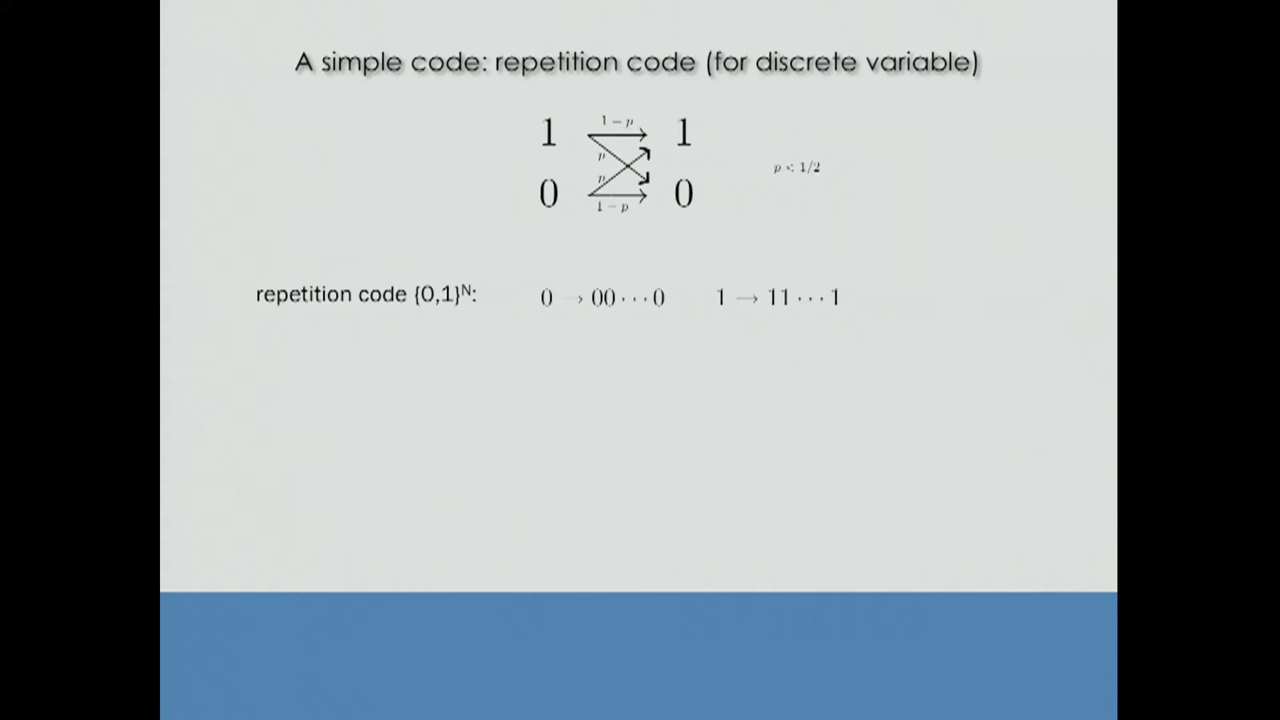 A simple code: repetition code (for discrete variable)
1 1 − p 1
p
p < 1/2
p
0 1 − p 0
repetition code {0,1}ᴺ: 0 → 00 · · · 0 1 → 11 · · · 1